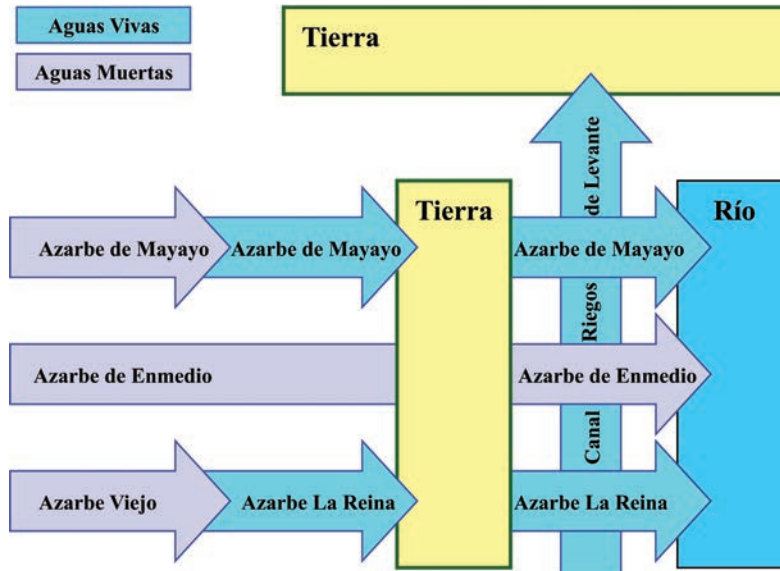 Aguas Vivas
Aguas Muertas
Tierra
Tierra
Río
Canal Riegos de Levante
Azarbe de Mayayo
Azarbe de Mayayo
Azarbe de Mayayo
Azarbe de Enmedio
Azarbe de Enmedio
Azarbe Viejo
Azarbe La Reina
Azarbe La Reina